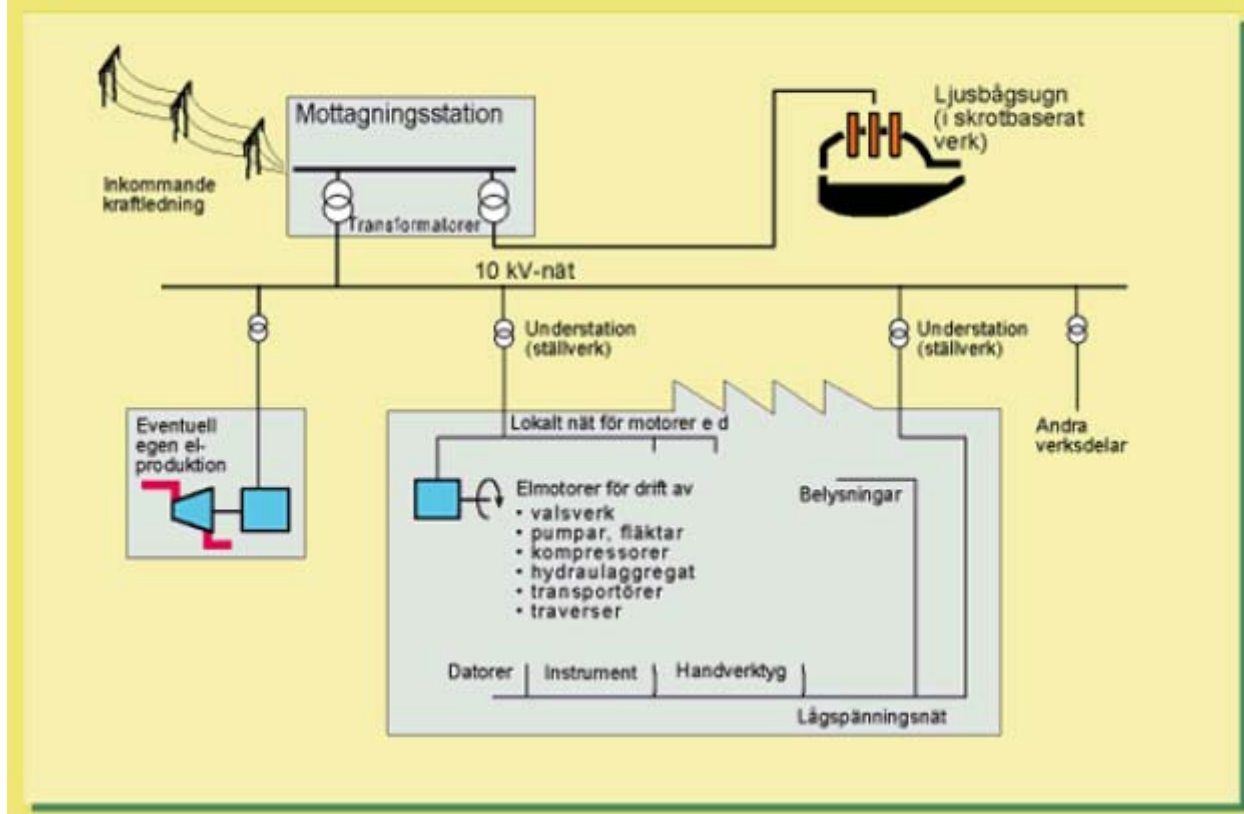 Mottagningsstation
Ljusbågsugn
(i skrotbaserat
verk)
Inkommande
kraftledning
Transformatorer
10 kV-nät
Understation
(ställverk)
Understation
(ställverk)
Eventuell
egen el-
produktion
Lokalt nät för motorer e d
Andra
verksdelar
Elmotorer för drift av
• valsverk
• pumpar, fläktar
• kompressorer
• hydraulaggregat
• transportörer
• traverser
Belysningar
Datorer Instrument Handverktyg
Lågspänningsnät